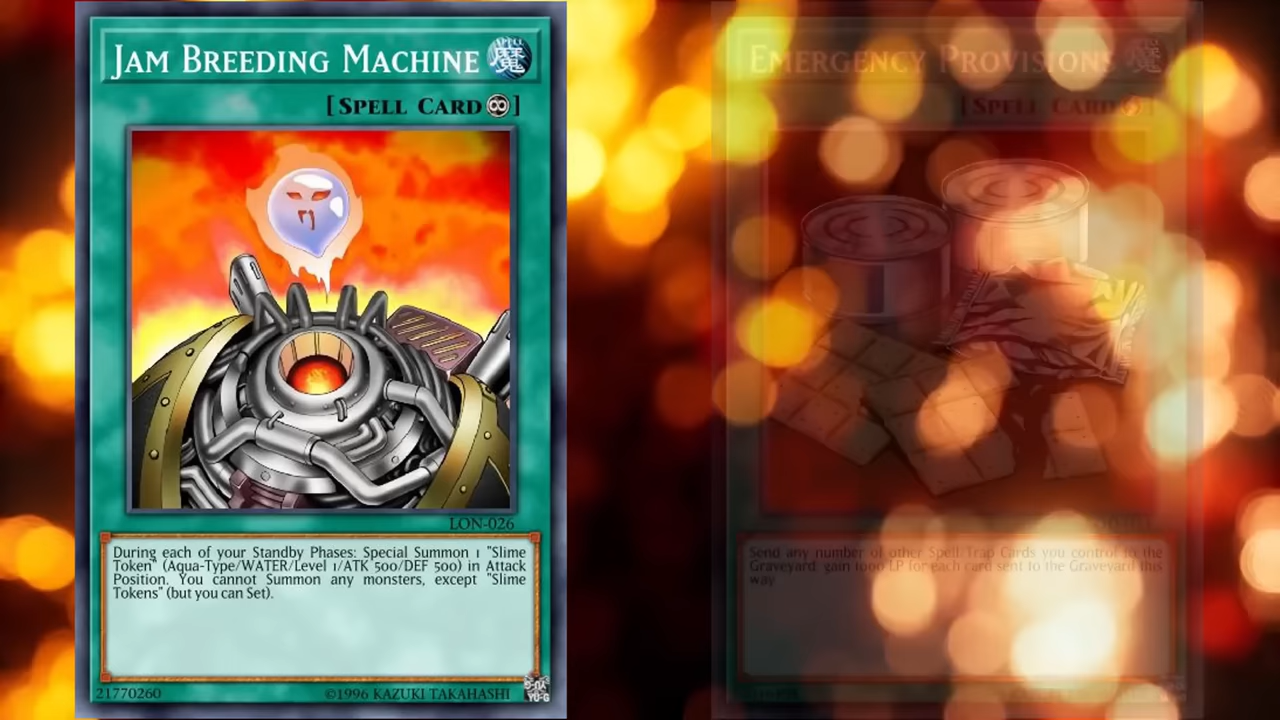 JAM BREEDING MACHINE
[SPELL CARD]
LON-026
During each of your Standby Phases: Special Summon 1 "Slime
Token" (Aqua-Type/WATER/Level 1/ATK 500/DEF 500) in Attack
Position. You cannot Summon any monsters, except "Slime
Tokens" (but you can Set).
21770260
©1996 KAZUKI TAKAHASHI
EMERGENCY PROVISIONS
[SPELL CARD]
Send any number of other Spell/Trap Cards you control to the
Graveyard; gain 1000 LP for each card sent to the Graveyard this
way